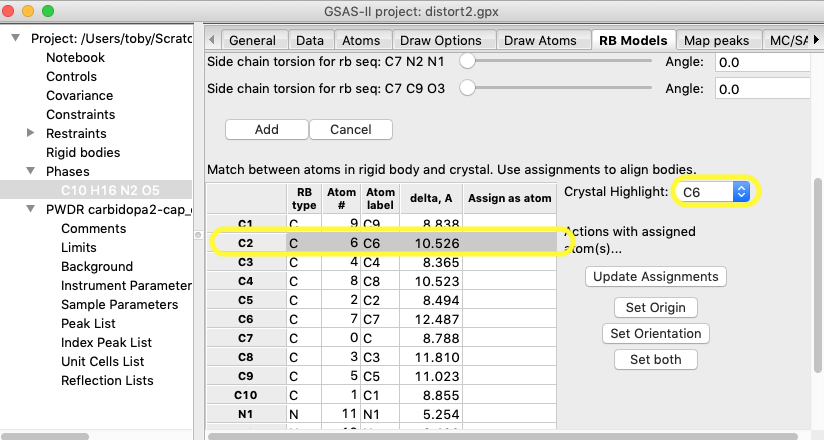 GSAS-II project: distort2.gpx
Project: /Users/toby/Scratc
Notebook
Controls
Covariance
Constraints
Restraints
Rigid bodies
Phases
C10 H16 N2 O5
PWDR carbidopa2-cap_
Comments
Limits
Background
Instrument Parameter
Sample Parameters
Peak List
Index Peak List
Unit Cells List
Reflection Lists
General Data Atoms Draw Options Draw Atoms RB Models Map peaks MC/SA
Side chain torsion for rb seq: C7 N2 N1 Angle: 0.0
Side chain torsion for rb seq: C7 C9 O3 Angle: 0.0
Add Cancel
Match between atoms in rigid body and crystal. Use assignments to align bodies.
RB type Atom # Atom label delta, A Assign as atom
C1 C 9 C9 8.838
C2 C 6 C6 10.526
C3 C 4 C4 8.365
C4 C 8 C8 10.523
C5 C 2 C2 8.494
C6 C 7 C7 12.487
C7 C 0 C 8.788
C8 C 3 C3 11.810
C9 C 5 C5 11.023
C10 C 1 C1 8.855
N1 N 11 N1 5.254
Crystal Highlight: C6
Actions with assigned
atom(s)...
Update Assignments
Set Origin
Set Orientation
Set both